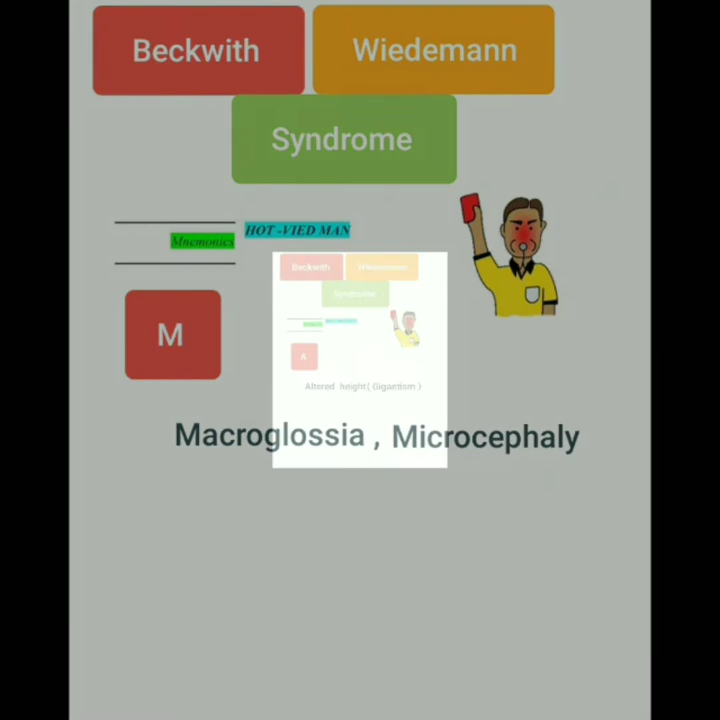 Beckwith Wiedemann
Syndrome
Mnemonics HOT -VIED MAN
M
Macroglossia , Microcephaly
Beckwith Wiedemann
Syndrome
A
Altered height( Gigantism )